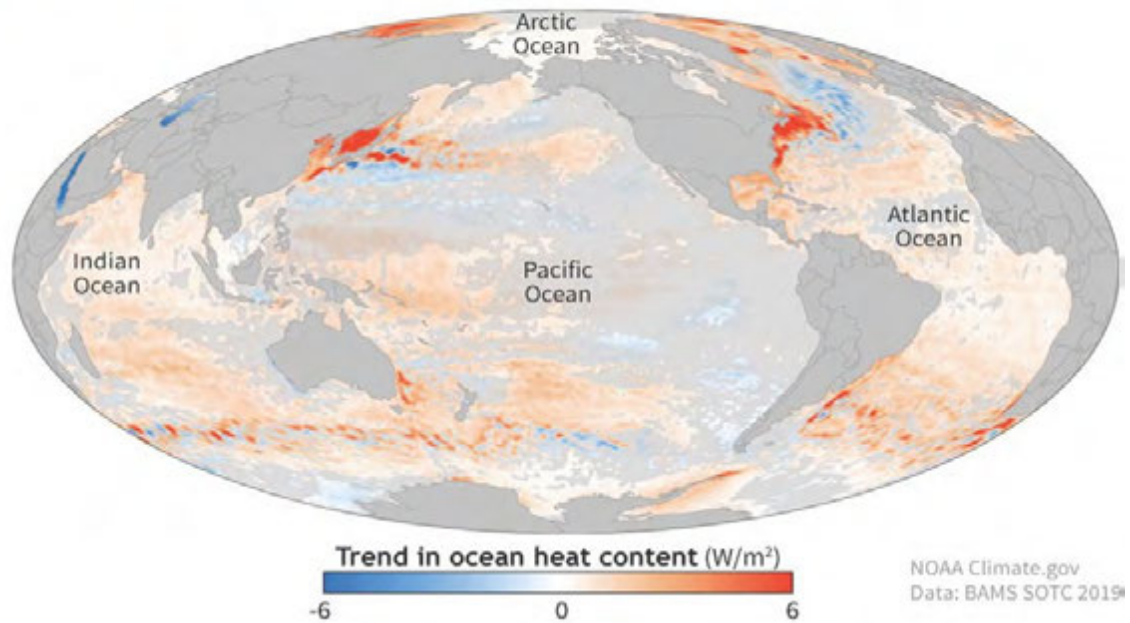 Arctic
Ocean
Indian
Ocean
Pacific
Ocean
Atlantic
Ocean
Trend in ocean heat content (W/m²)
-6 0 6
NOAA Climate.gov
Data: BAMS SOTC 2019